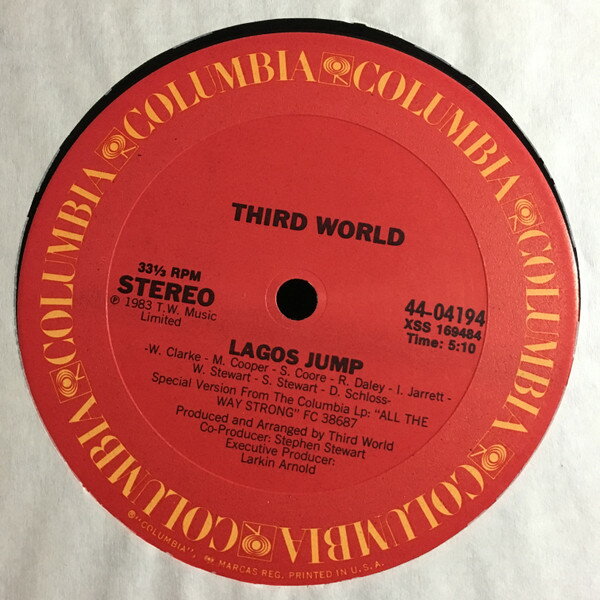 COLUMBIA COLUMBIA COLUMBIA COLUMBIA COLUMBIA COLUMBIA COLUMBIA COLUMBIA
THIRD WORLD
33⅓ RPM
STEREO
℗ 1983 T.W. Music
Limited
44-04194
XSS 169484
Time: 5:10
LAGOS JUMP
-W. Clarke - M. Cooper - S. Coore - R. Daley - I. Jarrett -
W. Stewart - S. Stewart - D. Schloss-
Special Version From The Columbia Lp: "ALL THE
WAY STRONG" FC 38687
Produced and Arranged by Third World
Co-Producer: Stephen Stewart
Executive Producer:
Larkin Arnold
®"COLUMBIA", MARCAS REG. PRINTED IN U.S.A.